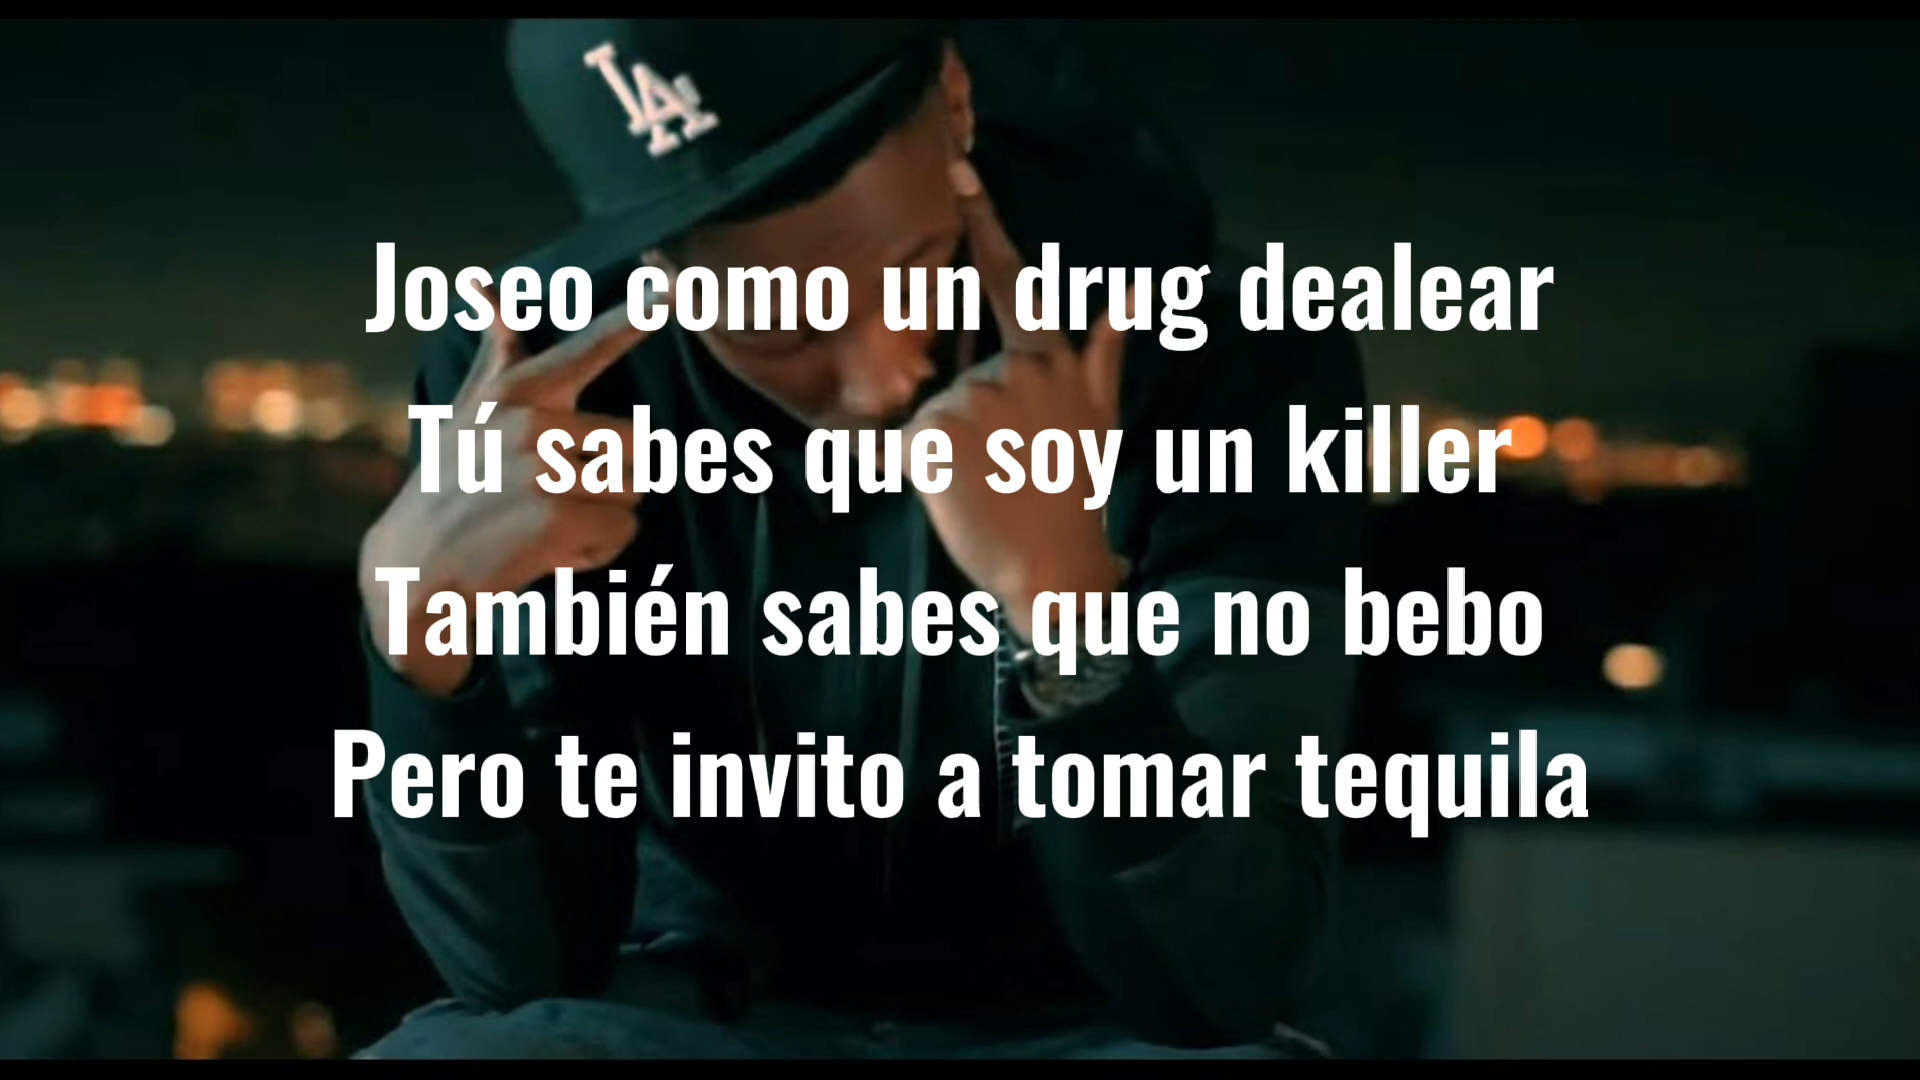 LA
Joseo como un drug dealear
Tú sabes que soy un killer
También sabes que no bebo
Pero te invito a tomar tequila